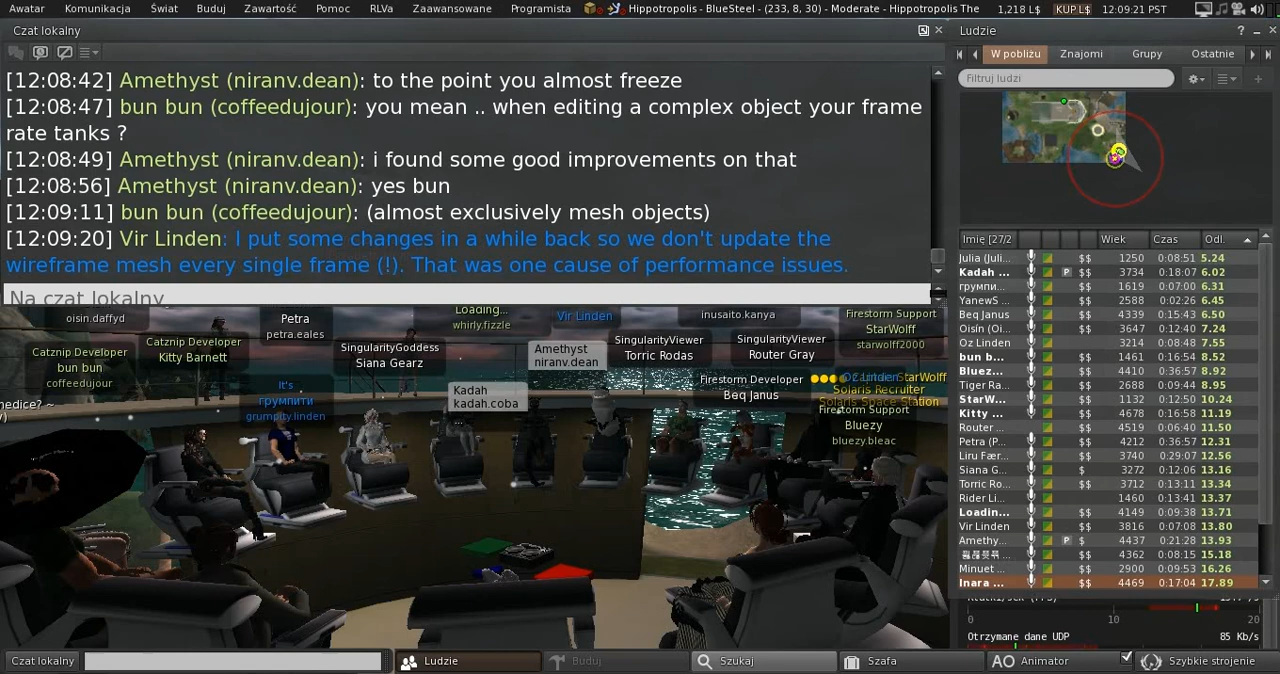 Awatar Komunikacja Świat Buduj Zawartość Pomoc RLVa Zaawansowane Programista Hippotropolis - BlueSteel - (233, 8, 30) - Moderate - Hippotropolis The 1,218 L$ KUP L$ 12:09:21 PST
Czat lokalny
[12:08:42] Amethyst (niranv.dean): to the point you almost freeze
[12:08:47] bun bun (coffeedujour): you mean .. when editing a complex object your frame
rate tanks ?
[12:08:49] Amethyst (niranv.dean): i found some good improvements on that
[12:08:56] Amethyst (niranv.dean): yes bun
[12:09:11] bun bun (coffeedujour): (almost exclusively mesh objects)
[12:09:20] Vir Linden: I put some changes in a while back so we don't update the
wireframe mesh every single frame (!). That was one cause of performance issues.
Na czat lokalny
oisin.daffyd
Petra
petra.eales
Loading...
whirly.fizzle
Vir Linden
inusaito.kanya
Firestorm Support
StarWolff
starwolff2000
Catznip Developer
bun bun
coffeedujour
Catznip Developer
Kitty Barnett
SingularityGoddess
Siana Gearz
Amethyst
niranv.dean
SingularityViewer
Torric Rodas
SingularityViewer
Router Gray
It's
грумпити
grumpity.linden
Kadah
kadah.coba
Firestorm Developer
Beq Janus
Oz Linden StarWolff
Solaris Recruiter
Solaris Space Station
Firestorm Support
Bluezy
bluezy.bleac
medice? ~
Ludzie
W pobliżu Znajomi Grupy Ostatnie
Filtruj ludzi
Imię [27/2 Wiek Czas Odl.
Julia (Juli... $$ 1250 0:08:51 5.24
Kadah ... P $$ 3734 0:18:07 6.02
грумпи... $$ 1619 0:07:00 6.31
YanewS ... $$ 2588 0:02:26 6.45
Beq Janus $$ 4339 0:15:43 6.50
Oisín (Oi... $$ 3647 0:12:40 7.24
Oz Linden 3214 0:08:48 7.55
bun b... $$ 1461 0:16:54 8.52
Bluez... $$ 4410 0:36:57 8.92
Tiger Ra... $$ 2688 0:09:44 8.95
StarW... $$ 1132 0:12:50 10.24
Kitty ... $$ 4678 0:16:58 11.19
Router ... $$ 4519 0:06:40 11.50
Petra (P... $$ 4212 0:36:57 12.31
Liru Fær... $$ 3740 0:29:07 12.56
Siana G... $ 3272 0:12:06 13.16
Torric Ro... $$ 3712 0:13:11 13.34
Rider Li... 1460 0:13:41 13.37
Loadin... $$ 4149 0:09:38 13.71
Vir Linden $$ 3816 0:07:08 13.80
Amethy... P $ 4437 0:21:28 13.93
$$ 4362 0:08:15 15.18
Minuet ... $$ 2900 0:09:53 16.26
Inara ... $$ 4469 0:17:04 17.89
0 10 20
Otrzymane dane UDP 85 Kb/s
Czat lokalny Ludzie Buduj Szukaj Szafa AO Animator Szybkie strojenie